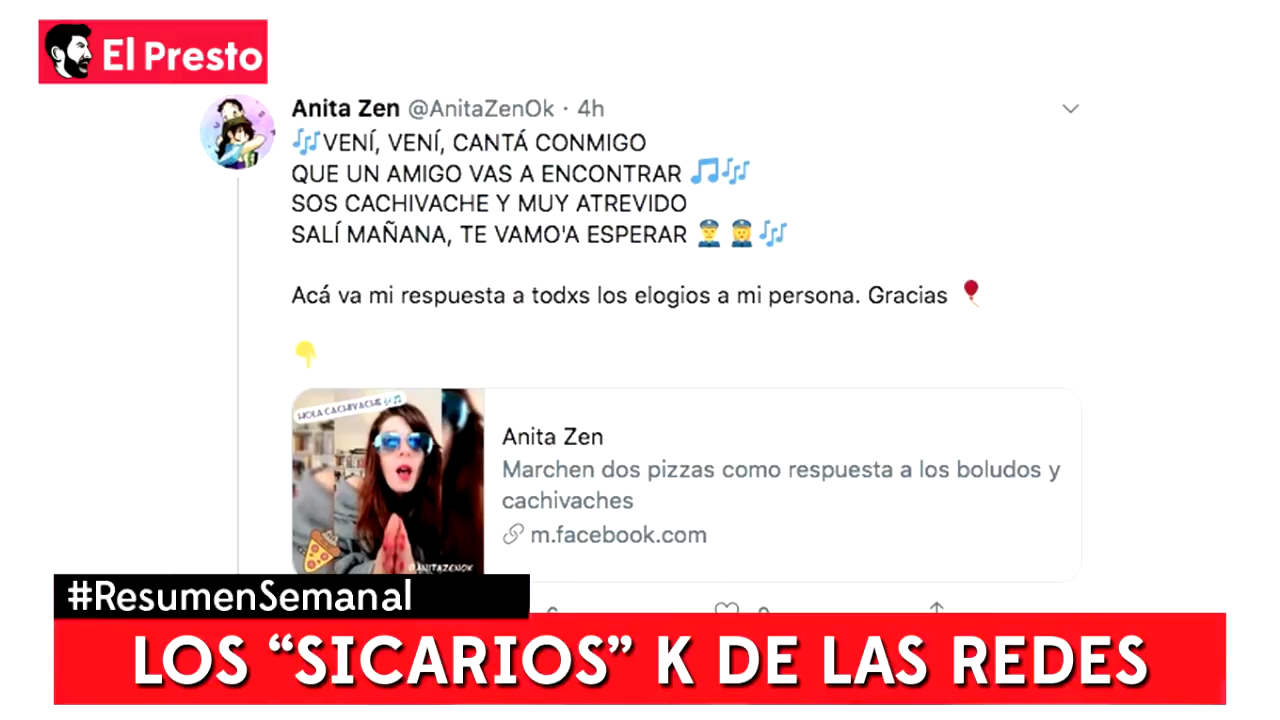 El Presto
Anita Zen @AnitaZenOk · 4h
🎶VENÍ, VENÍ, CANTÁ CONMIGO
QUE UN AMIGO VAS A ENCONTRAR 🎵🎶
SOS CACHIVACHE Y MUY ATREVIDO
SALÍ MAÑANA, TE VAMO'A ESPERAR 👮‍♂️ 👮‍♀️ 🎶
Acá va mi respuesta a todxs los elogios a mi persona. Gracias 🎈
👇
HOLA CACHIVACHE 🎶
@ANITAZENOK
Anita Zen
Marchen dos pizzas como respuesta a los boludos y
cachivaches
m.facebook.com
#ResumenSemanal
LOS “SICARIOS” K DE LAS REDES